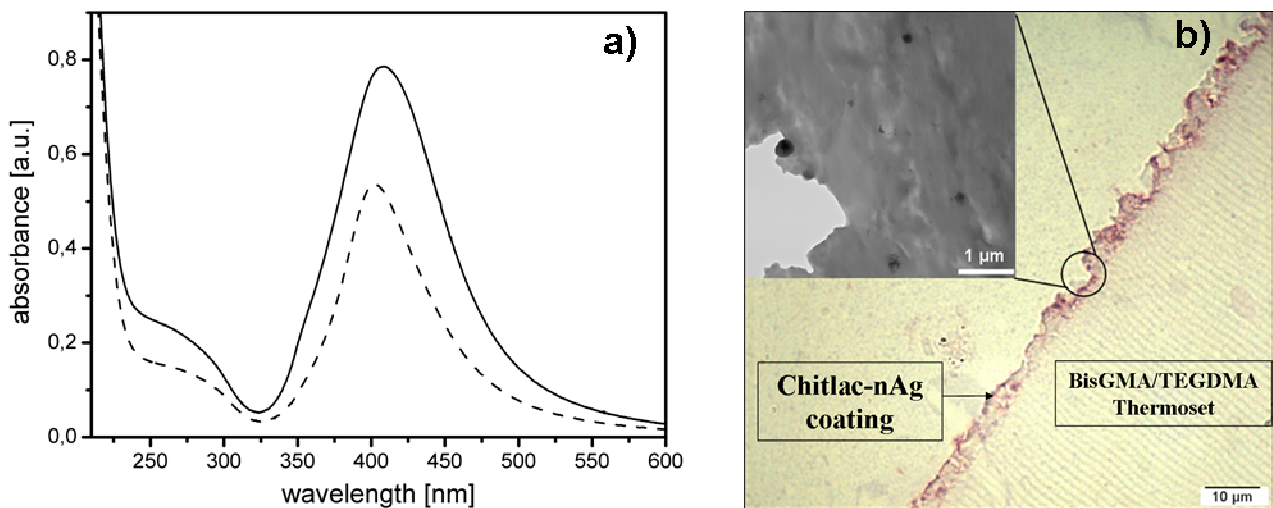 a)
0,8
0,6
0,4
0,2
0,0
absorbance [a.u.]
250 300 350 400 450 500 550 600
wavelength [nm]
b)
1 µm
Chitlac-nAg
coating
BisGMA/TEGDMA
Thermoset
10 µm